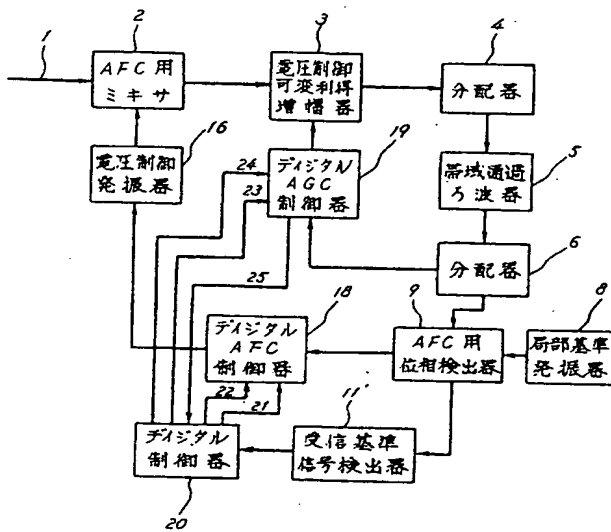 1
2
AFC用
ミキサ
3
電圧制御
可変利得
増幅器
4
分配器
16
電圧制御
発振器
24
23
ディジタル
AGC
制御器
19
帯域通過
ろ波器
5
25
分配器
6
18
ディジタル
AFC
制御器
9
AFC用
位相検出器
8
局部基準
発振器
22
21
11'
ディジタル
制御器
受信基準
信号検出器
20